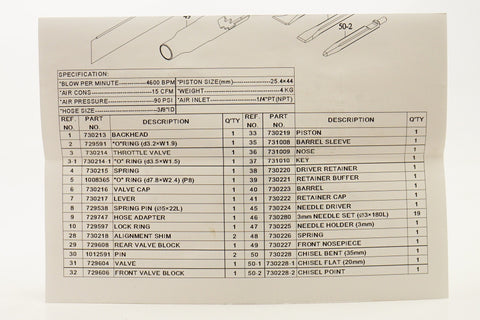 50-2
SPECIFICATION:
*BLOW PER MINUTE 4600 BPM *PISTON SIZE(mm) 25.4×44
*AIR CONS 15 CFM *WEIGHT 4 KG
*AIR PRESSURE 90 PSI *AIR INLET 1/4"PT(NPT)
*HOSE SIZE 3/8"ID
REF. NO. PART NO. DESCRIPTION Q'TY REF. NO. PART NO. DESCRIPTION Q'TY
1 730213 BACKHEAD 1 33 730219 PISTON 1
2 729591 "O"RING (d3.2×W1.9) 1 35 731008 BARREL SLEEVE 1
3 730214 THROTTLE VALVE 1 36 731009 NOSE 1
3-1 730214-1 "O" RING (d3.5×W1.5) 1 37 731010 KEY 1
4 730215 SPRING 1 38 730220 DRIVER RETAINER 1
5 1008365 "O" RING (d7.8×W2.4) (P8) 1 39 730221 RETAINER BUFFER 1
6 730216 VALVE CAP 1 40 730223 BARREL 1
7 730217 LEVER 1 41 730222 RETAINER CAP 1
8 729538 SPRING PIN (Ø5×22L) 1 45 730224 NEEDLE DRIVER 1
9 729747 HOSE ADAPTER 1 46 730280 3mm NEEDLE SET (Ø3×180L) 19
10 729597 LOCK RING 1 47 730225 NEEDLE HOLDER (3mm) 1
28 730218 ALIGNMENT SHIM 2 48 730226 SPRING 1
29 729608 REAR VALVE BLOCK 1 49 730227 FRONT NOSEPIECE 1
30 1012591 PIN 2 50 730228 CHISEL BENT (35mm) 1
31 729604 VALVE 1 50-1 730228-1 CHISEL FLAT (20mm) 1
32 729606 FRONT VALVE BLOCK 1 50-2 730228-2 CHISEL POINT 1